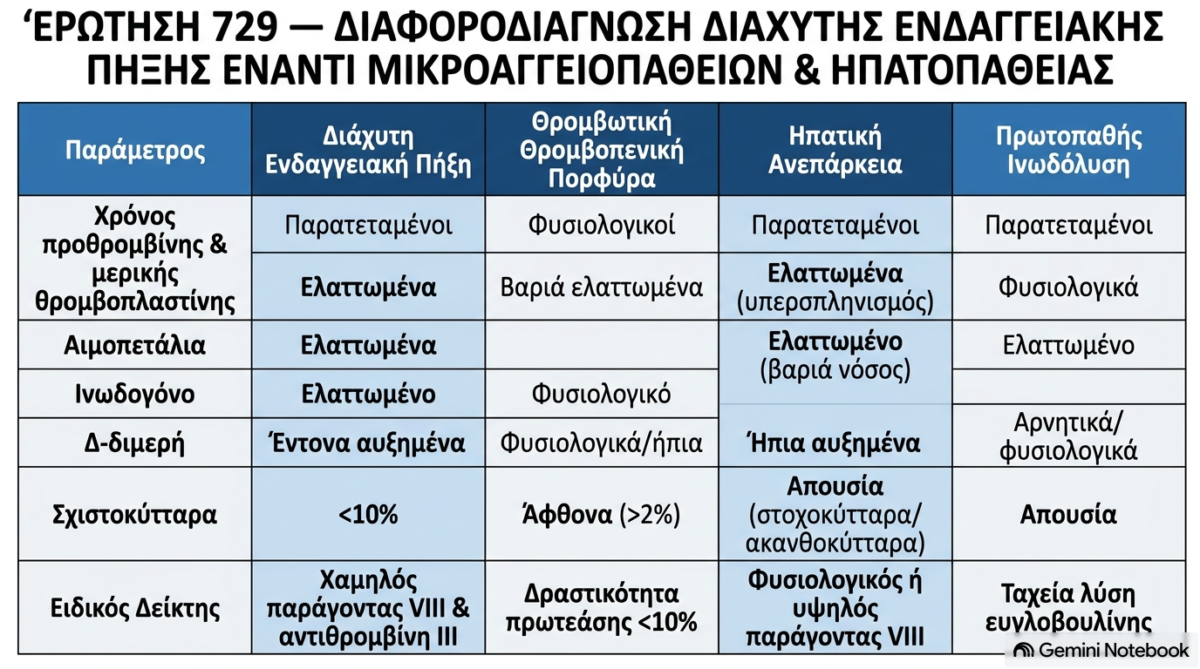 ‘ΕΡΩΤΗΣΗ 729 — ΔΙΑΦΟΡΟΔΙΑΓΝΩΣΗ ΔΙΑΧΥΤΗΣ ΕΝΔΑΓΓΕΙΑΚΗΣ
ΠΗΞΗΣ ΕΝΑΝΤΙ ΜΙΚΡΟΑΓΓΕΙΟΠΑΘΕΙΩΝ & ΗΠΑΤΟΠΑΘΕΙΑΣ
Παράμετρος
Διάχυτη
Ενδαγγειακή Πήξη
Θρομβωτική
Θρομβοπενική
Πορφύρα
Ηπατική
Ανεπάρκεια
Πρωτοπαθής
Ινωδόλυση
Χρόνος
προθρομβίνης &
μερικής
θρομβοπλαστίνης
Παρατεταμένοι
Φυσιολογικοί
Παρατεταμένοι
Παρατεταμένοι
Ελαττωμένα
Βαριά ελαττωμένα
Ελαττωμένα
(υπερσπληνισμός)
Φυσιολογικά
Αιμοπετάλια
Ελαττωμένα
Ελαττωμένο
(βαριά νόσος)
Ελαττωμένο
Ινωδογόνο
Ελαττωμένο
Φυσιολογικό
Δ-διμερή
Έντονα αυξημένα
Φυσιολογικά/ήπια
Ήπια αυξημένα
Αρνητικά/
φυσιολογικά
Σχιστοκύτταρα
<10%
Άφθονα (>2%)
Απουσία
(στοχοκύτταρα/
ακανθοκύτταρα)
Απουσία
Ειδικός Δείκτης
Χαμηλός
παράγοντας VIII &
αντιθρομβίνη III
Δραστικότητα
πρωτεάσης <10%
Φυσιολογικός ή
υψηλός
παράγοντας VIII
Ταχεία λύση
ευγλοβουλίνης
Gemini Notebook